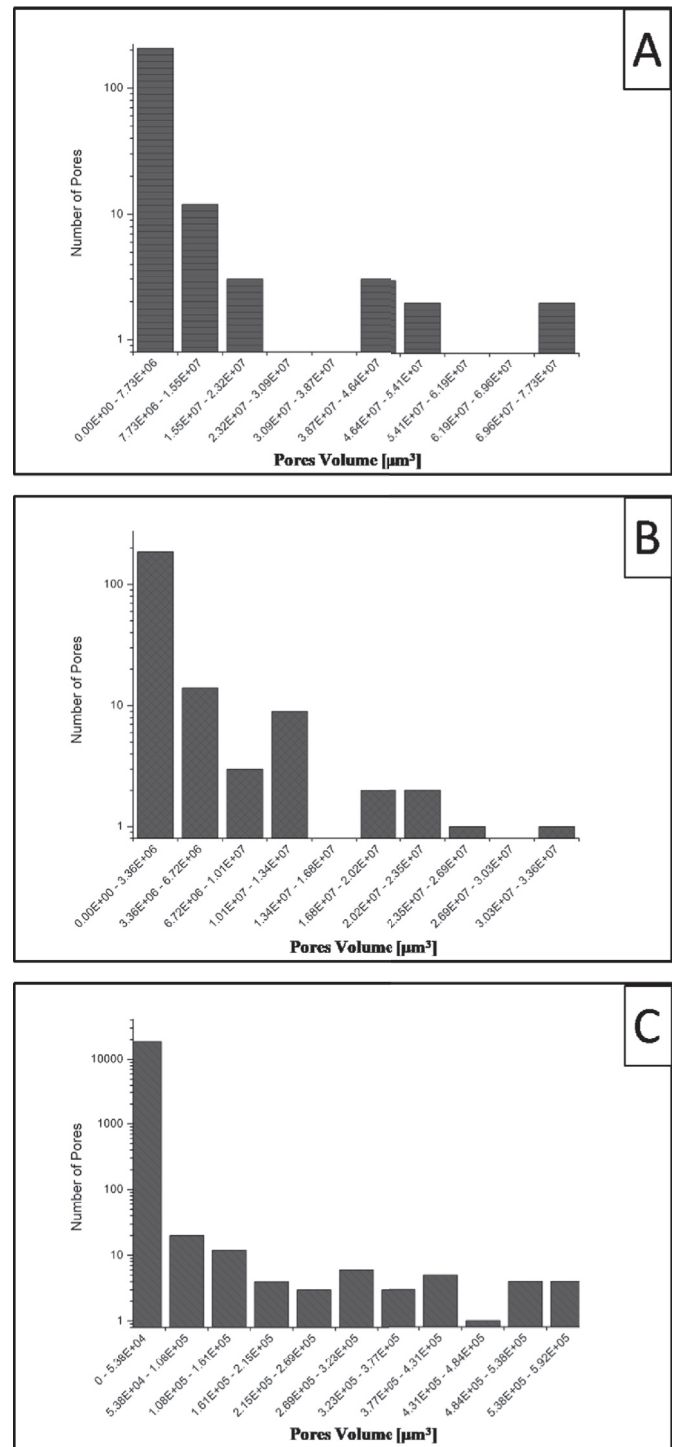 A
100
10
1
Number of Pores
0.00E+00 - 7.73E+06
7.73E+06 - 1.55E+07
1.55E+07 - 2.32E+07
2.32E+07 - 3.09E+07
3.09E+07 - 3.87E+07
3.87E+07 - 4.64E+07
4.64E+07 - 5.41E+07
5.41E+07 - 6.19E+07
6.19E+07 - 6.96E+07
6.96E+07 - 7.73E+07
Pores Volume [μm³]
B
100
10
1
Number of Pores
0.00E+00 - 3.36E+06
3.36E+06 - 6.72E+06
6.72E+06 - 1.01E+07
1.01E+07 - 1.34E+07
1.34E+07 - 1.68E+07
1.68E+07 - 2.02E+07
2.02E+07 - 2.35E+07
2.35E+07 - 2.69E+07
2.69E+07 - 3.03E+07
3.03E+07 - 3.36E+07
Pores Volume [μm³]
C
10000
1000
100
10
1
Number of Pores
0 - 5.38E+04
5.38E+04 - 1.08E+05
1.08E+05 - 1.61E+05
1.61E+05 - 2.15E+05
2.15E+05 - 2.69E+05
2.69E+05 - 3.23E+05
3.23E+05 - 3.77E+05
3.77E+05 - 4.31E+05
4.31E+05 - 4.84E+05
4.84E+05 - 5.38E+05
5.38E+05 - 5.92E+05
Pores Volume [μm³]